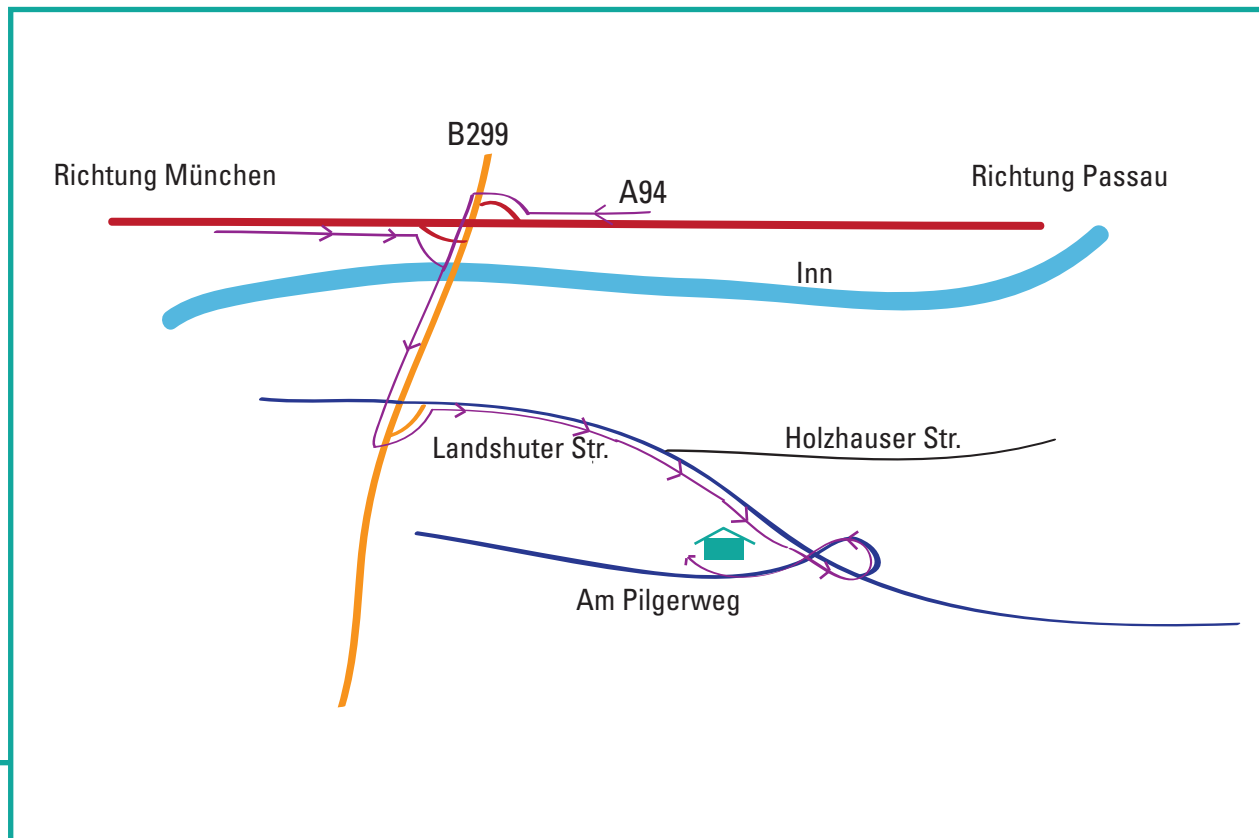 B299
Richtung München
A94
Richtung Passau
Inn
Landshuter Str.
Holzhauser Str.
Am Pilgerweg